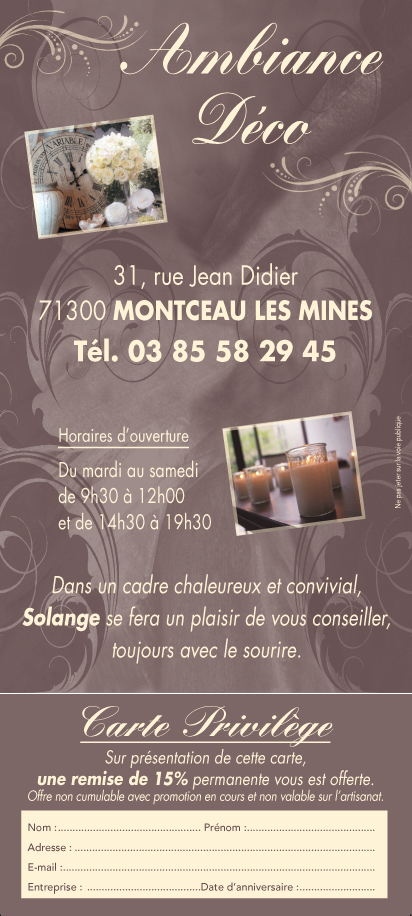 Ambiance
Déco
VARIABLE
31, rue Jean Didier
71300 MONTCEAU LES MINES
Tél. 03 85 58 29 45
Horaires d'ouverture
Du mardi au samedi
de 9h30 à 12h00
et de 14h30 à 19h30
Ne pas jeter sur la voie publique
Dans un cadre chaleureux et convivial,
Solange se fera un plaisir de vous conseiller,
toujours avec le sourire.
Carte Privilège
Sur présentation de cette carte,
une remise de 15% permanente vous est offerte.
Offre non cumulable avec promotion en cours et non valable sur l'artisanat.
Nom :.................................................. Prénom :.............................................
Adresse : .........................................................................................................
E-mail :.............................................................................................................
Entreprise : ........................................Date d'anniversaire :...........................